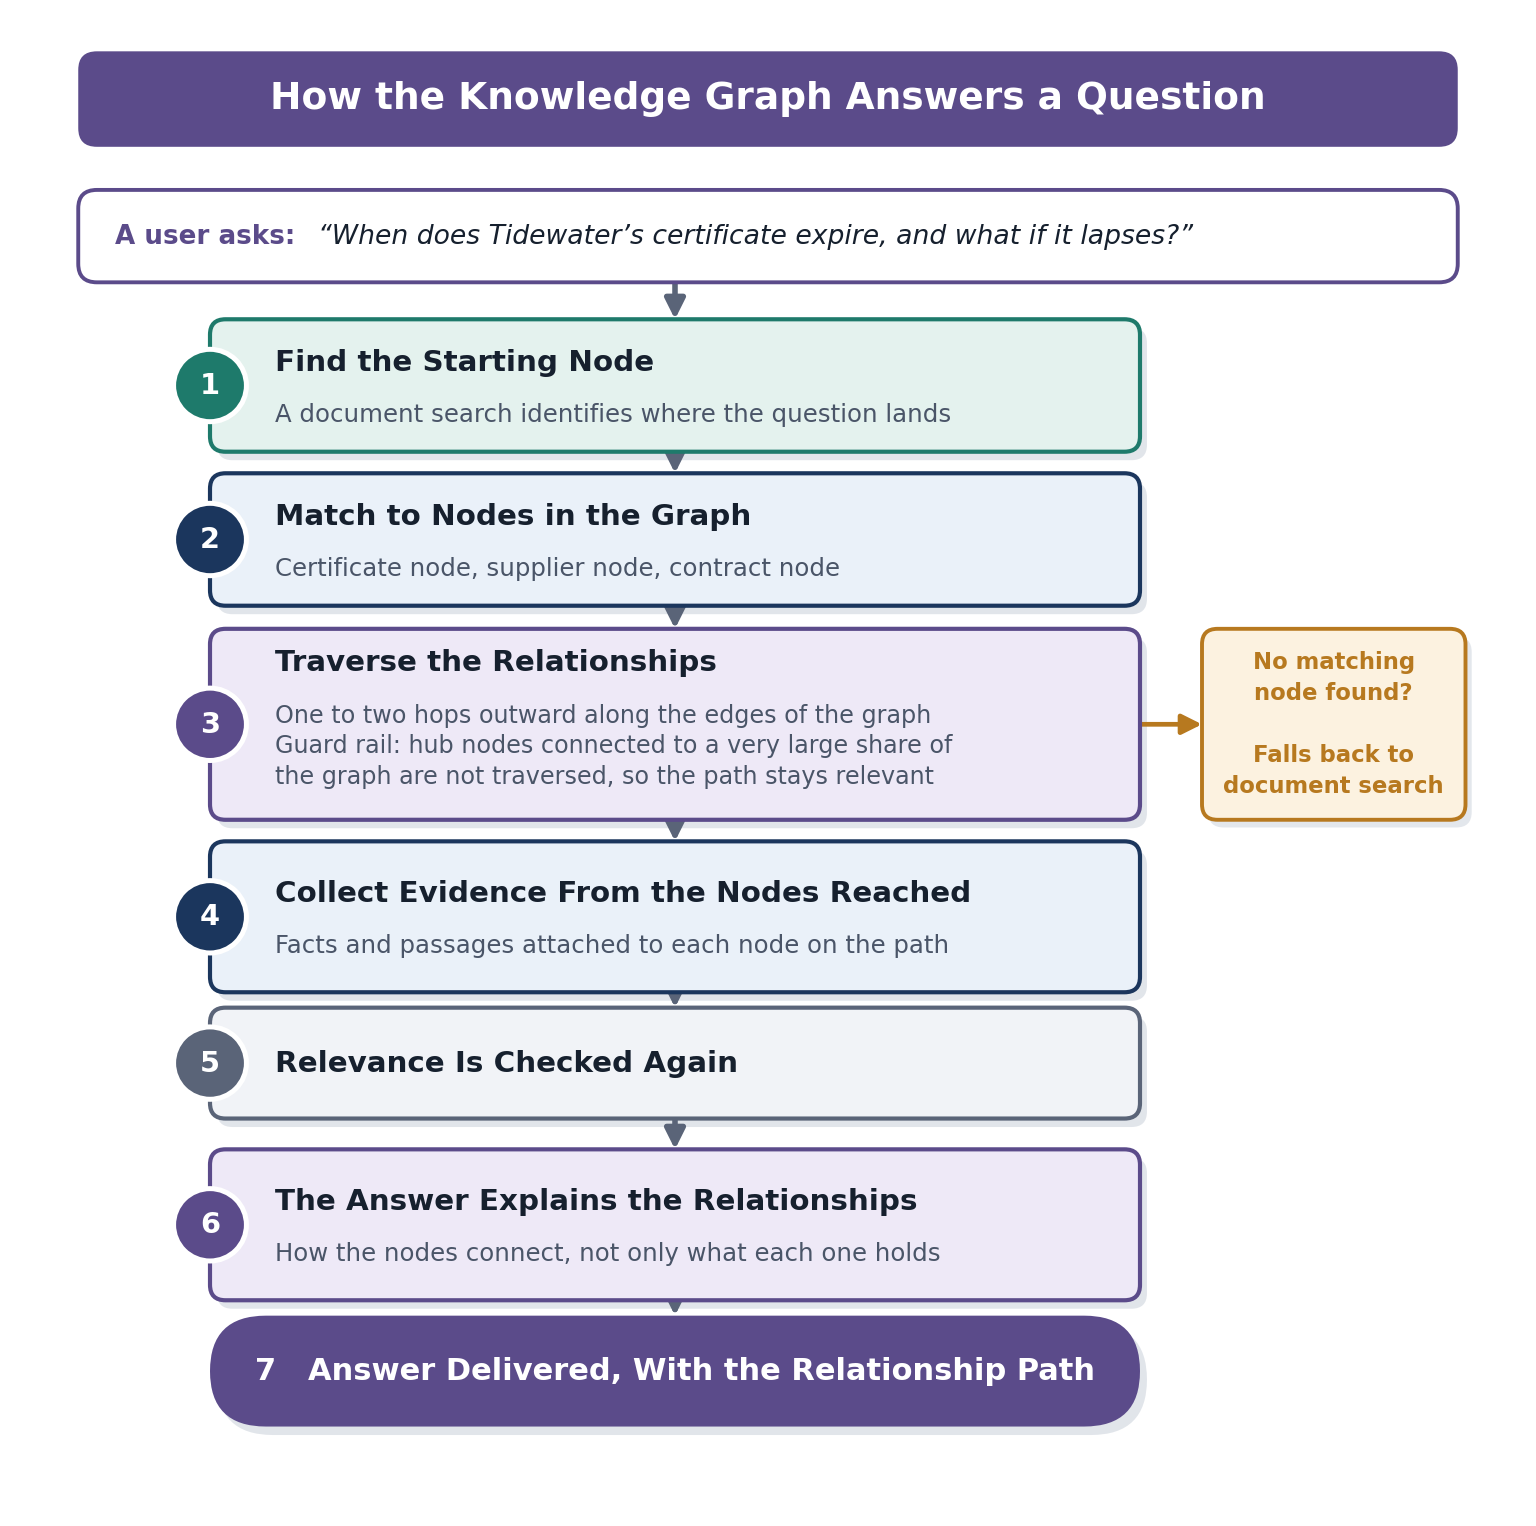 How the Knowledge Graph Answers a Question
A user asks: “When does Tidewater’s certificate expire, and what if it lapses?”
1
Find the Starting Node
A document search identifies where the question lands
2
Match to Nodes in the Graph
Certificate node, supplier node, contract node
3
Traverse the Relationships
One to two hops outward along the edges of the graph
Guard rail: hub nodes connected to a very large share of
the graph are not traversed, so the path stays relevant
No matching
node found?
Falls back to
document search
4
Collect Evidence From the Nodes Reached
Facts and passages attached to each node on the path
5
Relevance Is Checked Again
6
The Answer Explains the Relationships
How the nodes connect, not only what each one holds
7 Answer Delivered, With the Relationship Path